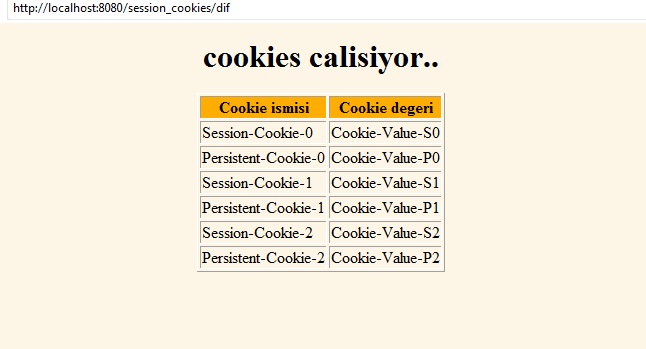 http://localhost:8080/session_cookies/dif
cookies calisiyor..
Cookie ismisi Cookie degeri
Session-Cookie-0 Cookie-Value-S0
Persistent-Cookie-0 Cookie-Value-P0
Session-Cookie-1 Cookie-Value-S1
Persistent-Cookie-1 Cookie-Value-P1
Session-Cookie-2 Cookie-Value-S2
Persistent-Cookie-2 Cookie-Value-P2